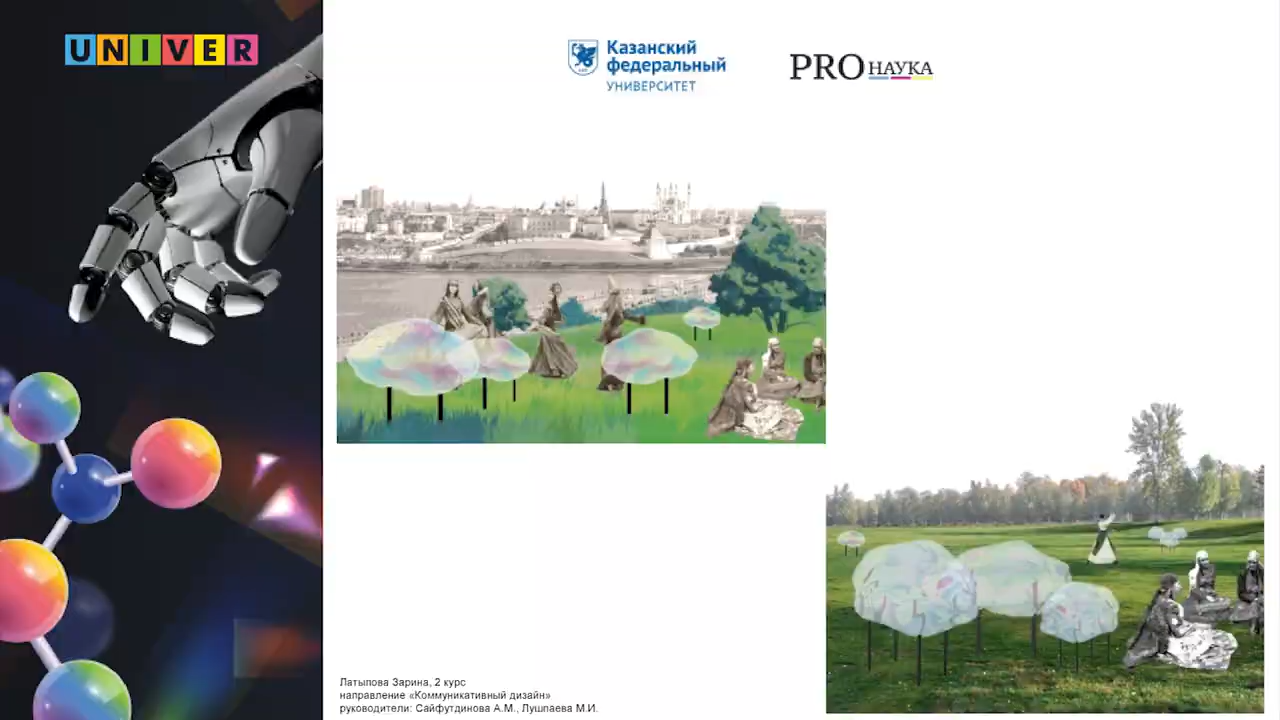 UNIVER
Казанский
федеральный
УНИВЕРСИТЕТ
PRO НАУКА
Латыпова Зарина, 2 курс
направление «Коммуникативный дизайн»
руководители: Сайфутдинова А.М., Лушпаева М.И.